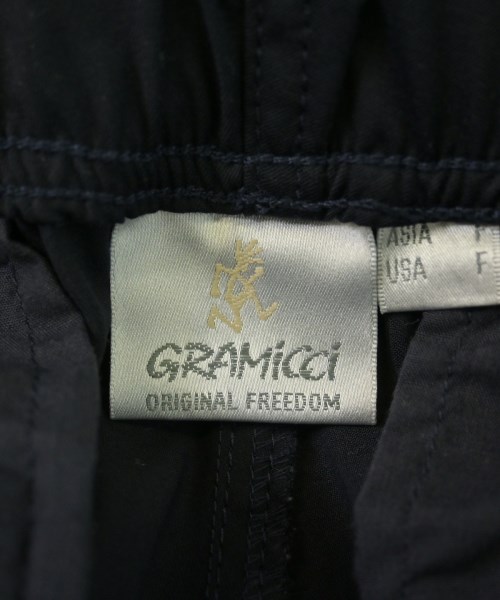 GRAMiCCi
ORIGINAL FREEDOM
ASIA F
USA F